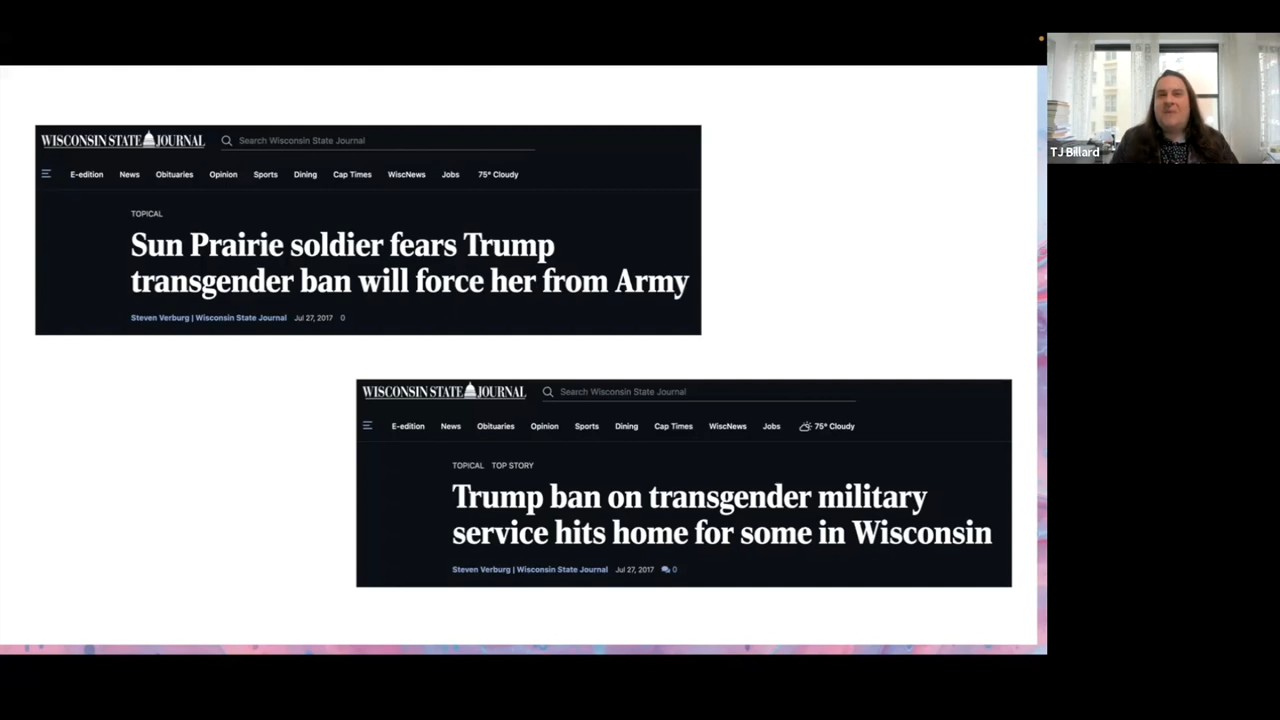 WISCONSIN STATE JOURNAL Search Wisconsin State Journal
E-edition News Obituaries Opinion Sports Dining Cap Times WiscNews Jobs 75° Cloudy
TOPICAL
Sun Prairie soldier fears Trump
transgender ban will force her from Army
Steven Verburg | Wisconsin State Journal Jul 27, 2017 0
WISCONSIN STATE JOURNAL Search Wisconsin State Journal
E-edition News Obituaries Opinion Sports Dining Cap Times WiscNews Jobs 75° Cloudy
TOPICAL TOP STORY
Trump ban on transgender military
service hits home for some in Wisconsin
Steven Verburg | Wisconsin State Journal Jul 27, 2017 0
TJ Billard